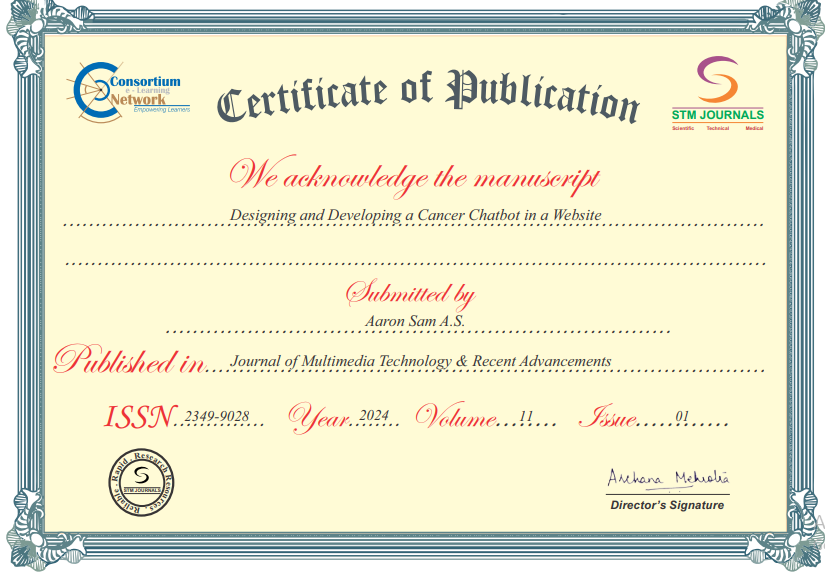 Consortium
e - Learning
Network
Empowering Learners
Certificate of Publication
STM JOURNALS
Scientific Technical Medical
We acknowledge the manuscript
Designing and Developing a Cancer Chatbot in a Website
Submitted by
Aaron Sam A.S.
Published in... Journal of Multimedia Technology & Recent Advancements
ISSN 2349-9028 Year 2024 Volume 11 Issue 01
Rapid . Research Resources . Reliable
STM JOURNALS
Archana Mehrotra
Director's Signature